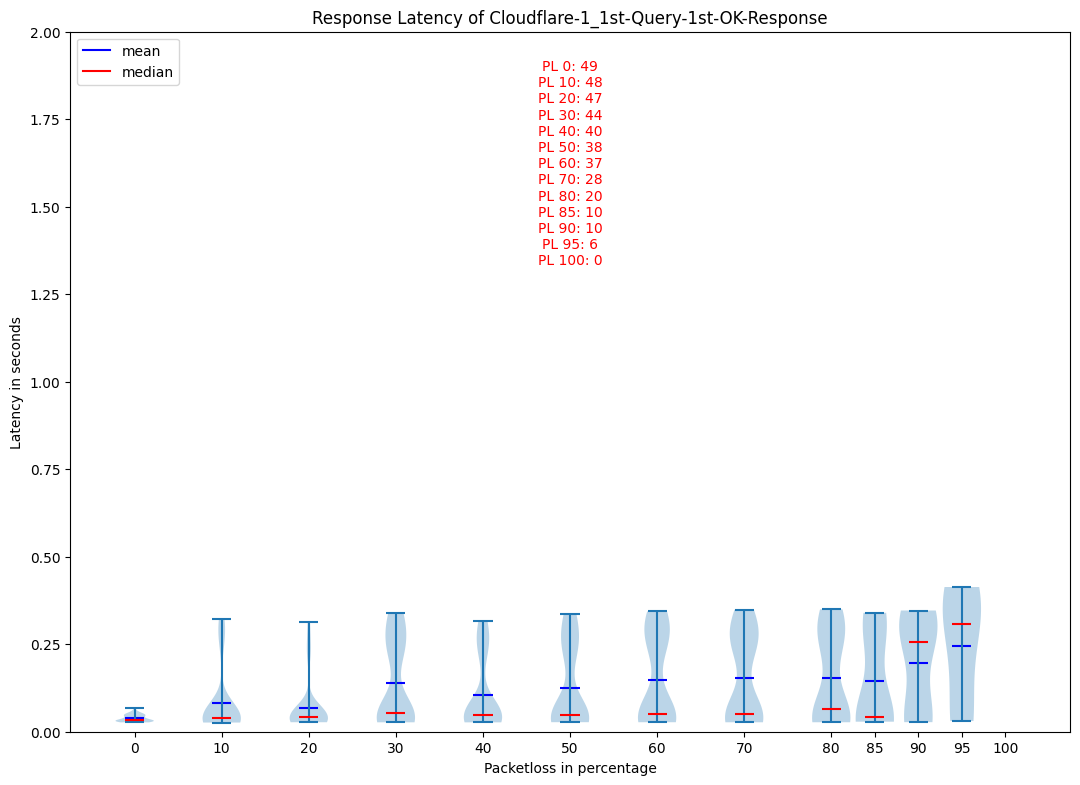 Response Latency of Cloudflare-1_1st-Query-1st-OK-Response
mean
median
PL 0: 49
PL 10: 48
PL 20: 47
PL 30: 44
PL 40: 40
PL 50: 38
PL 60: 37
PL 70: 28
PL 80: 20
PL 85: 10
PL 90: 10
PL 95: 6
PL 100: 0
Latency in seconds
2.00
1.75
1.50
1.25
1.00
0.75
0.50
0.25
0.00
0 10 20 30 40 50 60 70 80 85 90 95 100
Packetloss in percentage